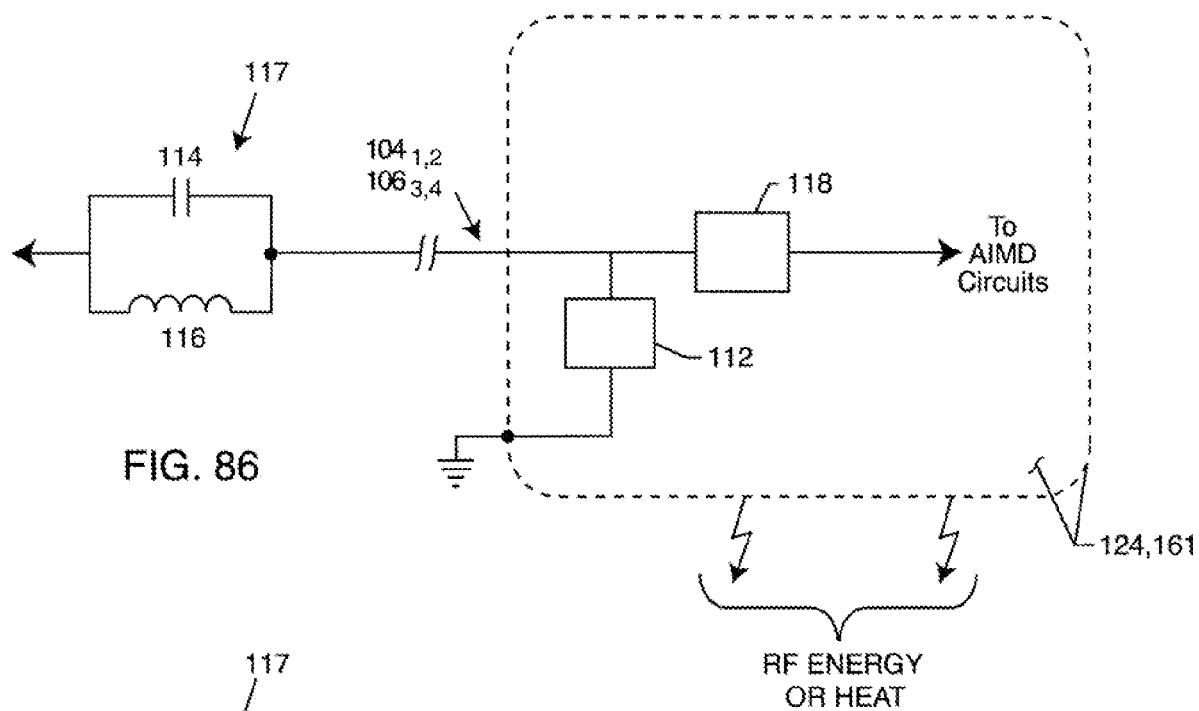 117
114
104 1,2
106 3,4
118
To
AIMD
Circuits
116
112
FIG. 86
124,161
RF ENERGY
OR HEAT
117